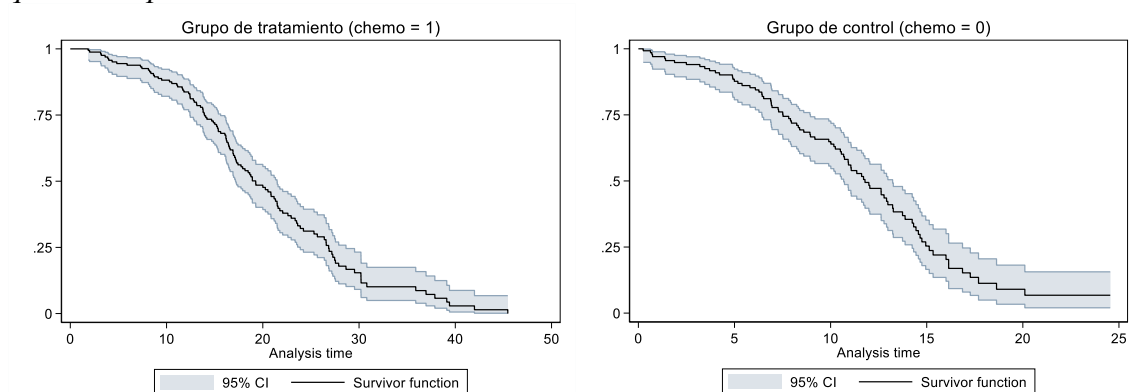 Grupo de tratamiento (chemo = 1)
1
.75
.5
.25
0
0 10 20 30 40 50
Analysis time
95% CI Survivor function
Grupo de control (chemo = 0)
1
.75
.5
.25
0
0 5 10 15 20 25
Analysis time
95% CI Survivor function